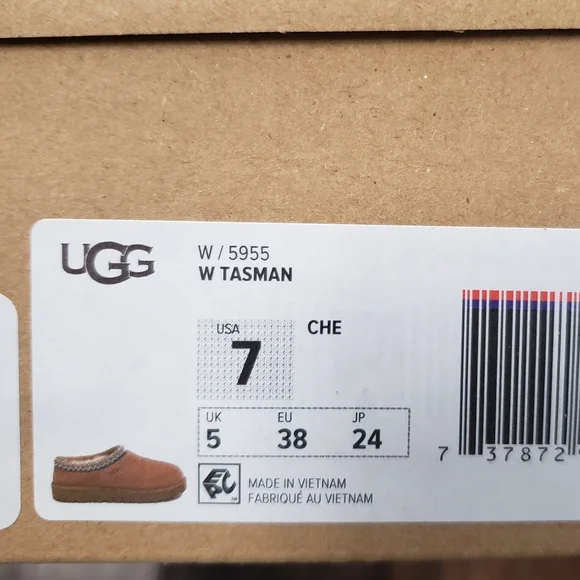 UGG
W / 5955
W TASMAN
USA
7
CHE
UK EU JP
5 38 24
EPC
MADE IN VIETNAM
FABRIQUÉ AU VIETNAM
7 37872